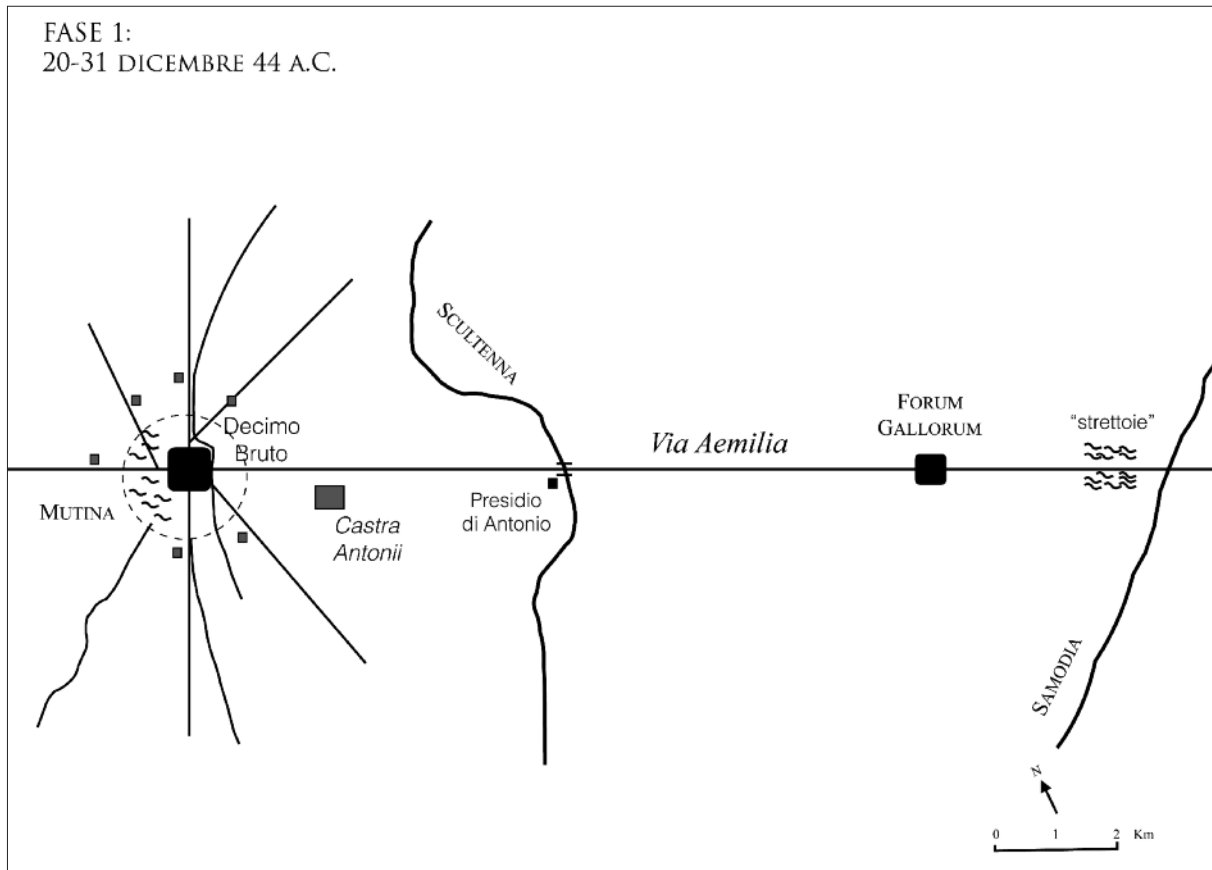 FASE 1:
20-31 DICEMBRE 44 A.C.
SCULTENNA
Decimo
Bruto
Via Aemilia
FORUM
GALLORUM
"strettoie"
MUTINA
Castra
Antonii
Presidio
di Antonio
SAMODIA
N
0 1 2 Km